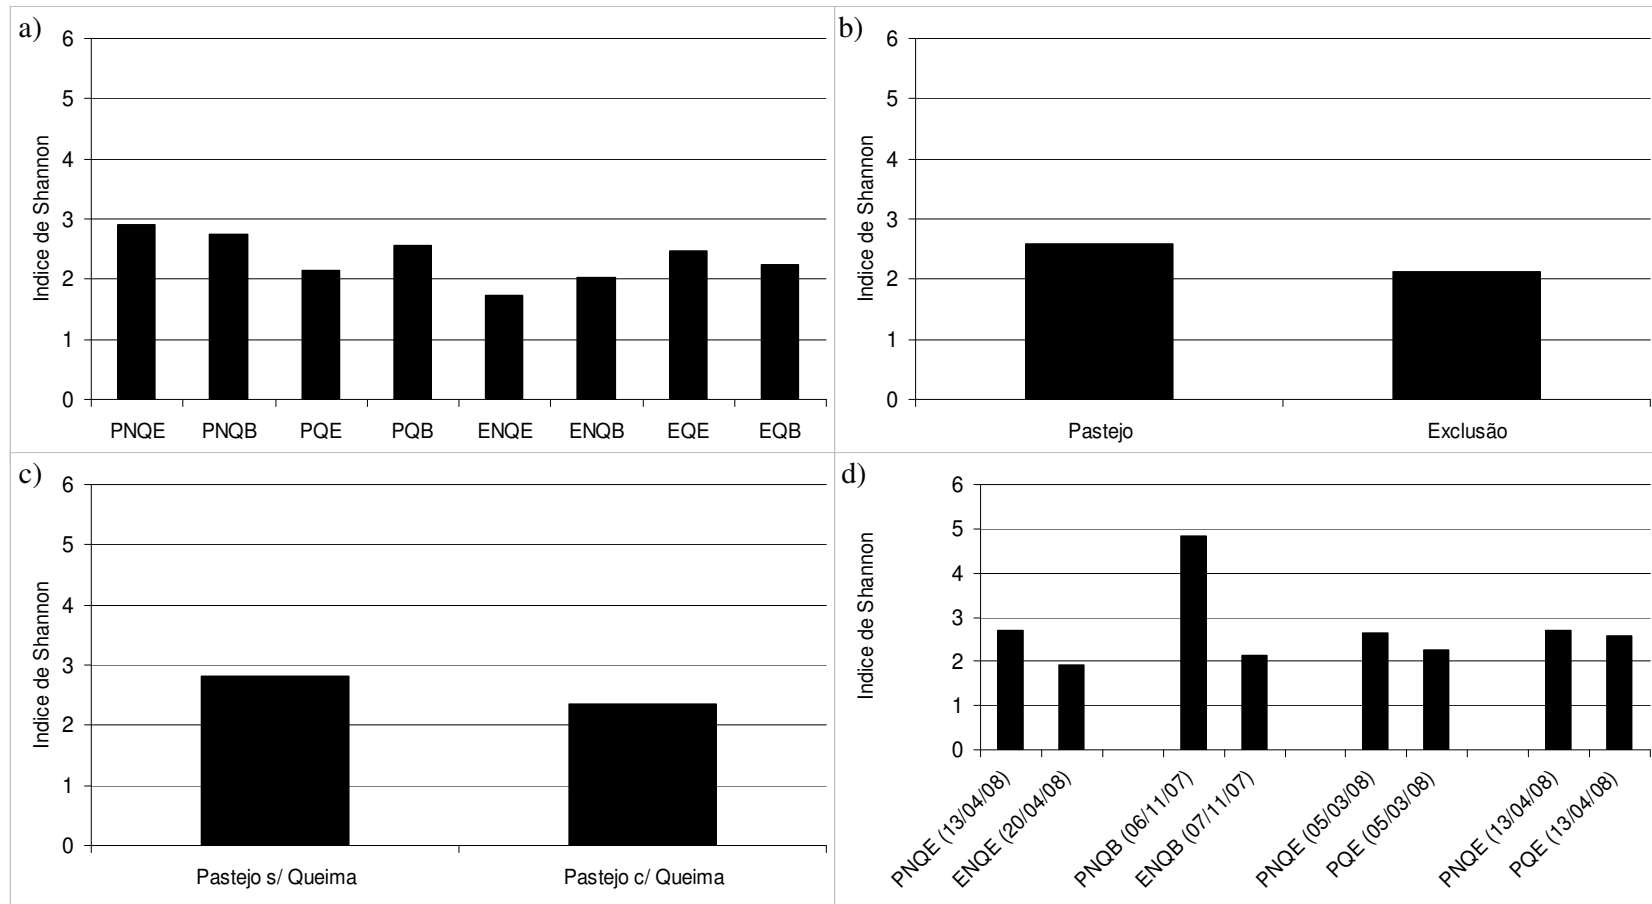 a)
6
5
4
3
2
1
0
Indice de Shannon
PNQE PNQB PQE PQB ENQE ENQB EQE EQB
b)
6
5
4
3
2
1
0
Indice de Shannon
Pastejo Exclusão
c)
6
5
4
3
2
1
0
Indice de Shannon
Pastejo s/ Queima Pastejo c/ Queima
d)
6
5
4
3
2
1
0
Indice de Shannon
PNQE (13/04/08)
ENQE (20/04/08)
PNQB (06/11/07)
ENQB (07/11/07)
PNQE (05/03/08)
PQE (05/03/08)
PNQE (13/04/08)
PQE (13/04/08)